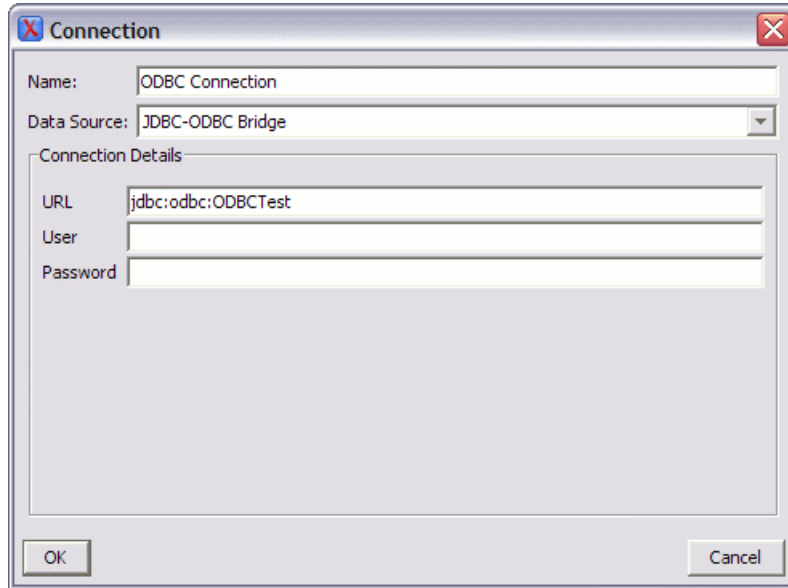 Connection
Name: ODBC Connection
Data Source: JDBC-ODBC Bridge
Connection Details
URL jdbc:odbc:ODBCTest
User
Password
OK Cancel